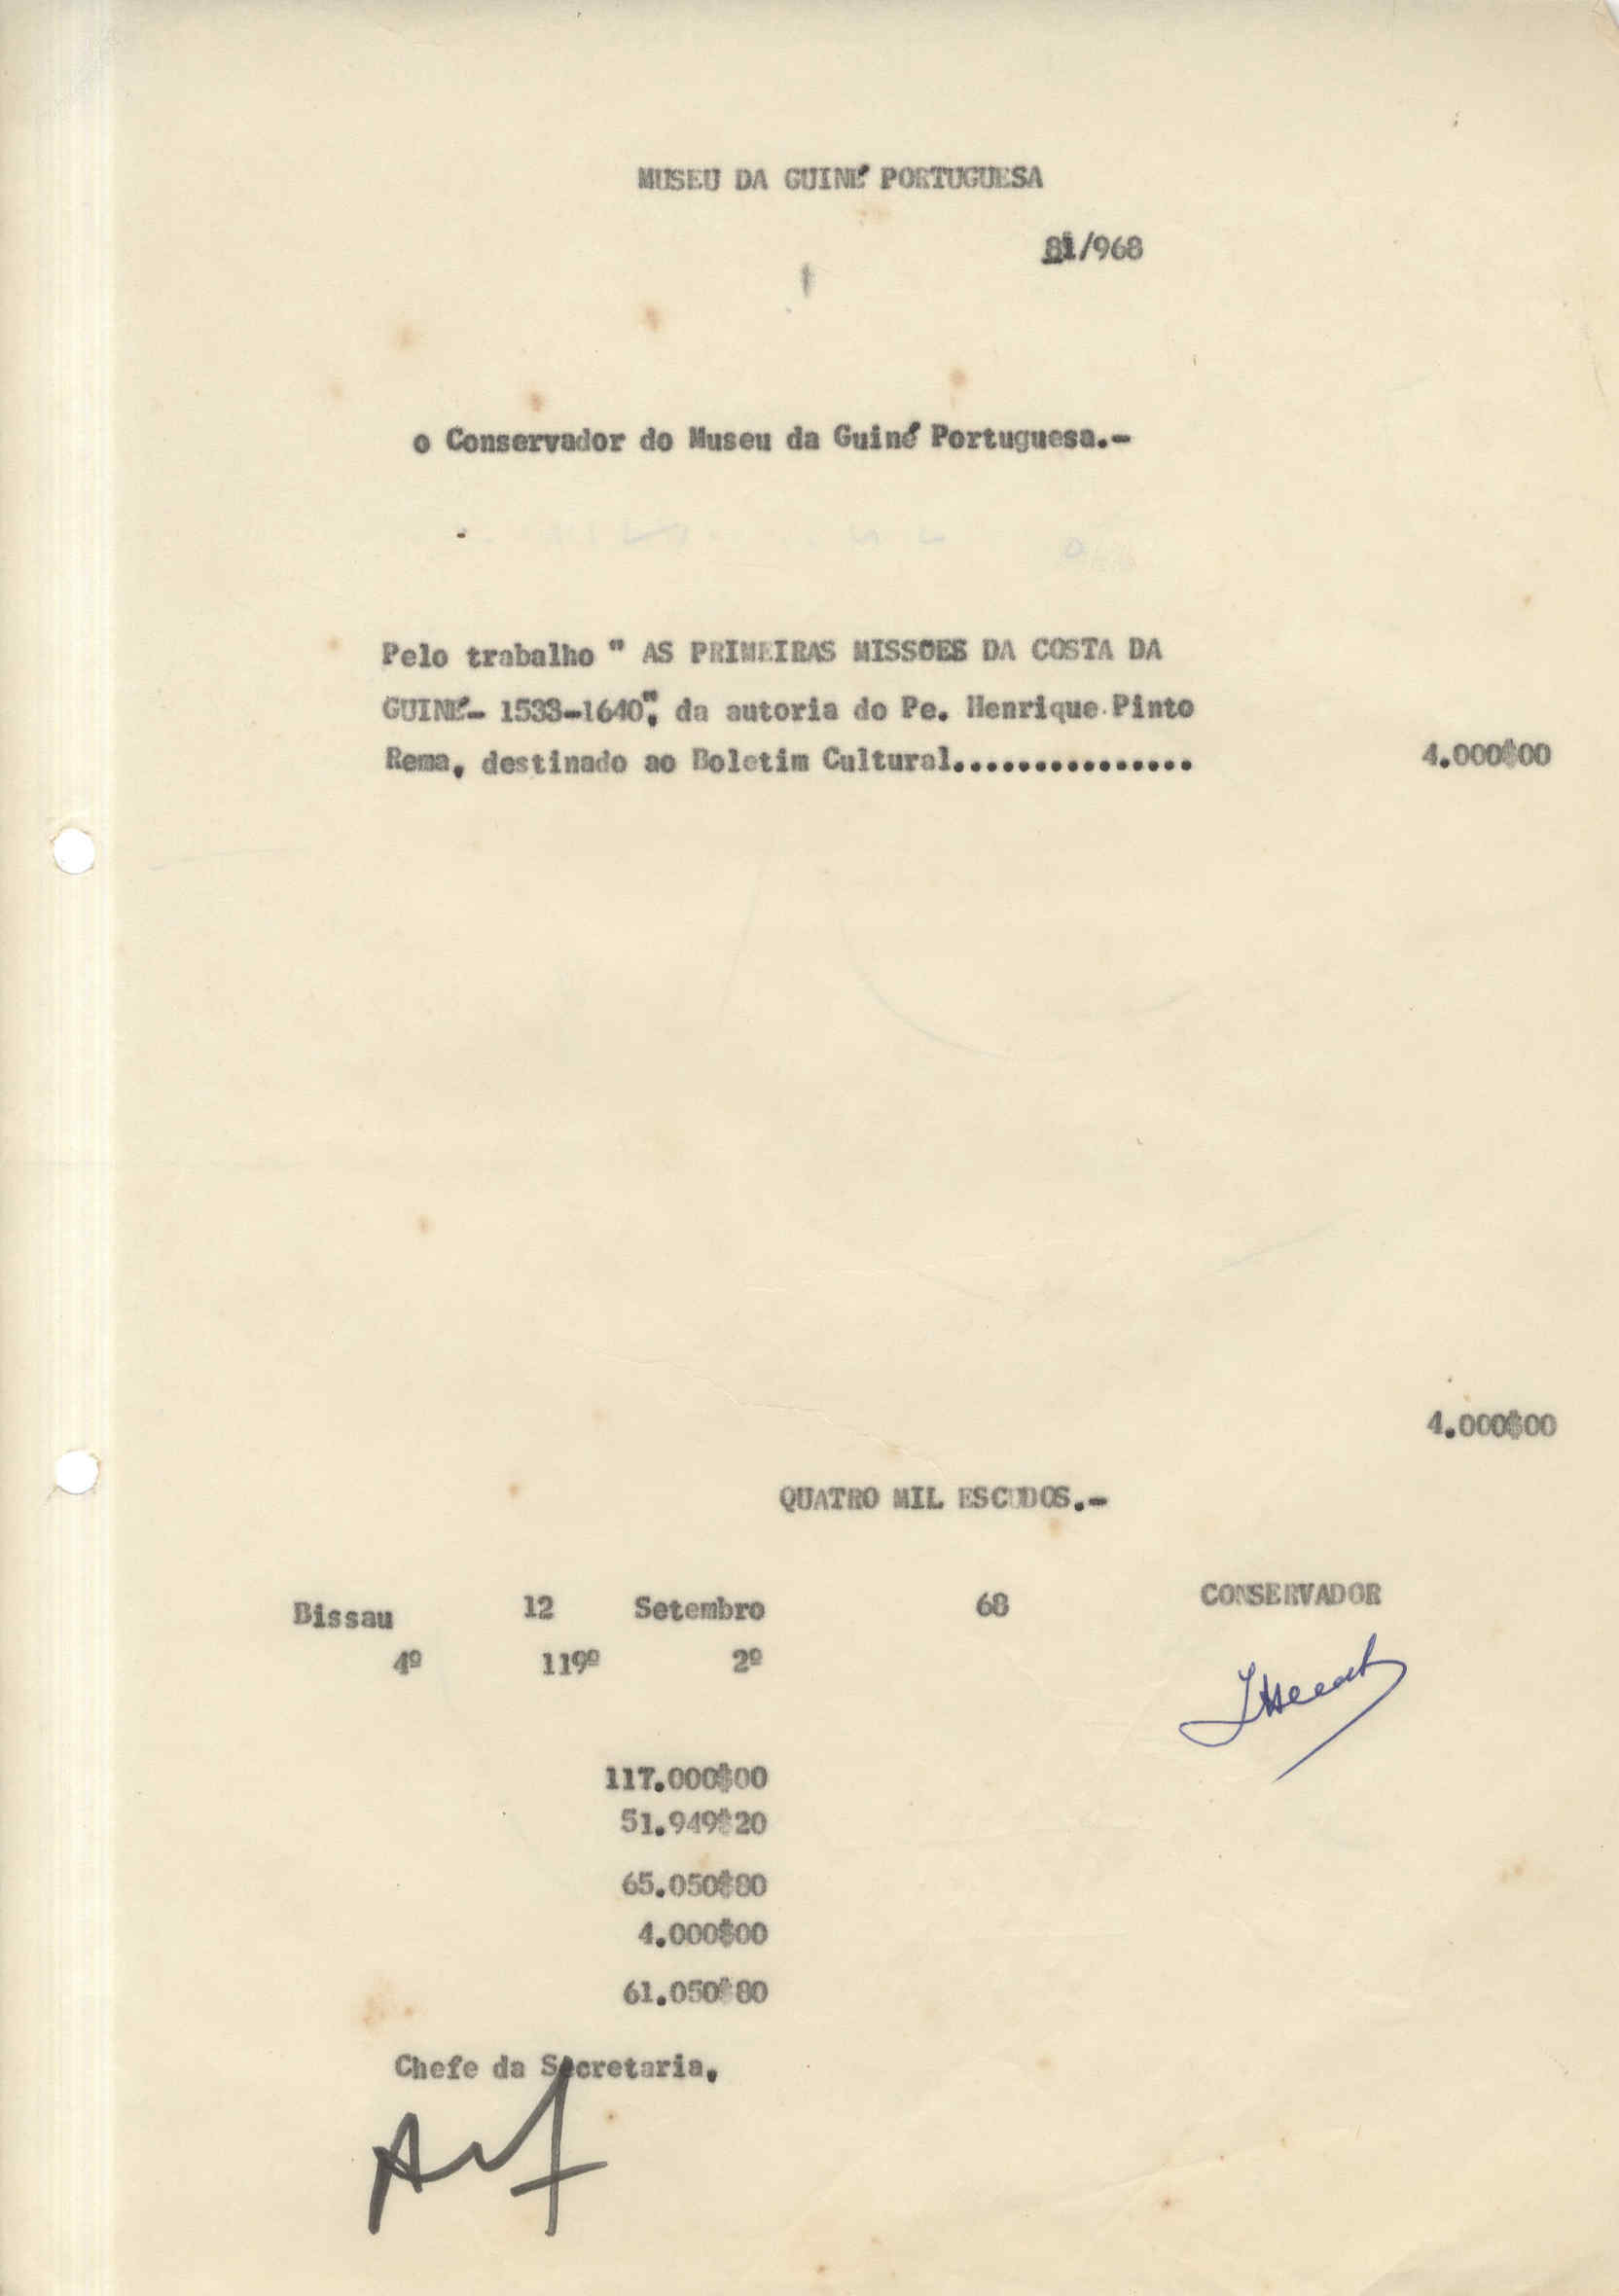 MUSEU DA GUINÉ PORTUGUESA
81/968
o Conservador do Museu da Guiné Portuguesa.-
Pelo trabalho " AS PRIMEIRAS MISSOES DA COSTA DA
GUINÉ- 1533-1640", da autoria do Pe. Henrique Pinto
Rema, destinado ao Boletim Cultural............... 4.000$00
4.000$00
QUATRO MIL ESCUDOS.-
Bissau 12 Setembro 68 CONSERVADOR
4º 119º 2º
117.000$00
51.949$20
65.050$80
4.000$00
61.050$80
Chefe da Secretaria,